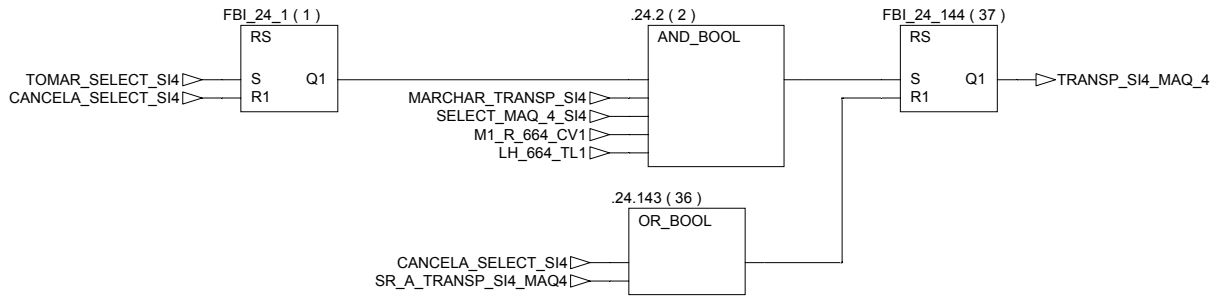 FBI_24_1 ( 1 )
RS
TOMAR_SELECT_SI4
S
Q1
CANCELA_SELECT_SI4
R1
.24.2 ( 2 )
AND_BOOL
MARCHAR_TRANSP_SI4
SELECT_MAQ_4_SI4
M1_R_664_CV1
LH_664_TL1
FBI_24_144 ( 37 )
RS
S
Q1
R1
TRANSP_SI4_MAQ_4
.24.143 ( 36 )
OR_BOOL
CANCELA_SELECT_SI4
SR_A_TRANSP_SI4_MAQ4